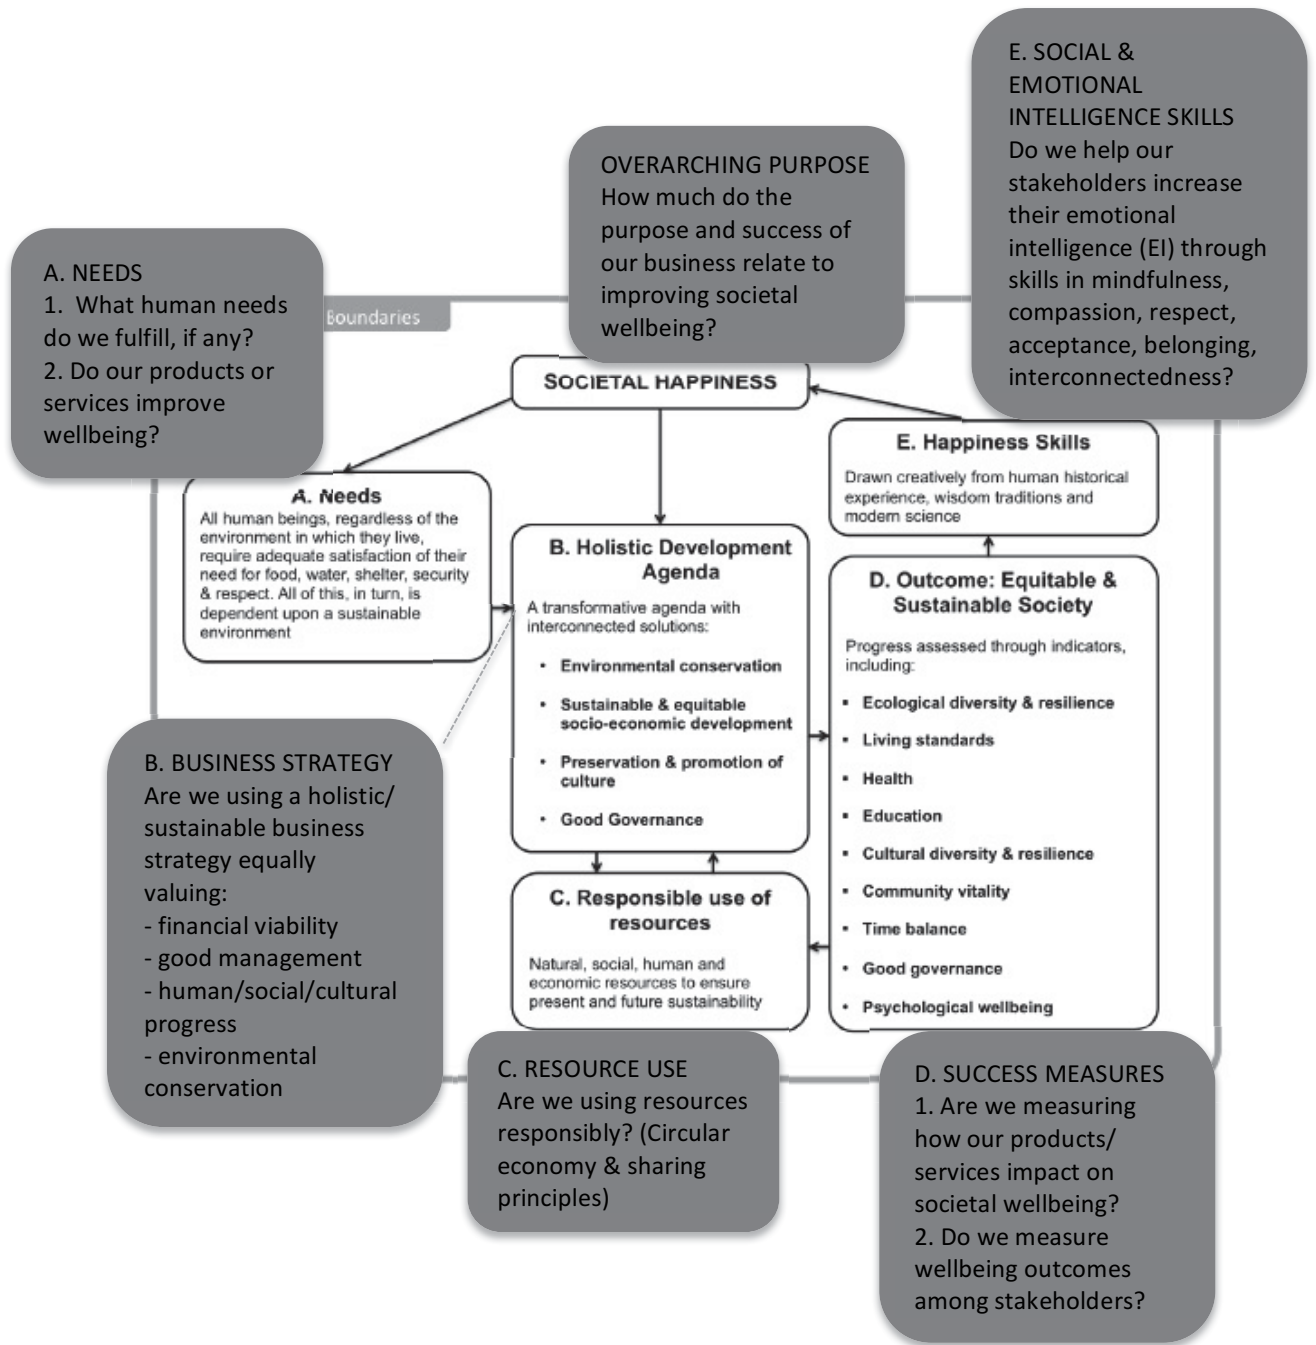 E. SOCIAL &
EMOTIONAL
INTELLIGENCE SKILLS
Do we help our
stakeholders increase
their emotional
intelligence (EI) through
skills in mindfulness,
compassion, respect,
acceptance, belonging,
interconnectedness?
OVERARCHING PURPOSE
How much do the
purpose and success of
our business relate to
improving societal
wellbeing?
A. NEEDS
1. What human needs
do we fulfill, if any?
2. Do our products or
services improve
wellbeing?
Boundaries
SOCIETAL HAPPINESS
E. Happiness Skills
Drawn creatively from human historical
experience, wisdom traditions and
modern science
A. Needs
All human beings, regardless of the
environment in which they live,
require adequate satisfaction of their
need for food, water, shelter, security
& respect. All of this, in turn, is
dependent upon a sustainable
environment
B. Holistic Development
Agenda
A transformative agenda with
interconnected solutions:
• Environmental conservation
• Sustainable & equitable
socio-economic development
• Preservation & promotion of
culture
• Good Governance
D. Outcome: Equitable &
Sustainable Society
Progress assessed through indicators,
including:
▪ Ecological diversity & resilience
▪ Living standards
▪ Health
▪ Education
▪ Cultural diversity & resilience
▪ Community vitality
▪ Time balance
▪ Good governance
▪ Psychological wellbeing
C. Responsible use of
resources
Natural, social, human and
economic resources to ensure
present and future sustainability
B. BUSINESS STRATEGY
Are we using a holistic/
sustainable business
strategy equally
valuing:
- financial viability
- good management
- human/social/cultural
progress
- environmental
conservation
C. RESOURCE USE
Are we using resources
responsibly? (Circular
economy & sharing
principles)
D. SUCCESS MEASURES
1. Are we measuring
how our products/
services impact on
societal wellbeing?
2. Do we measure
wellbeing outcomes
among stakeholders?